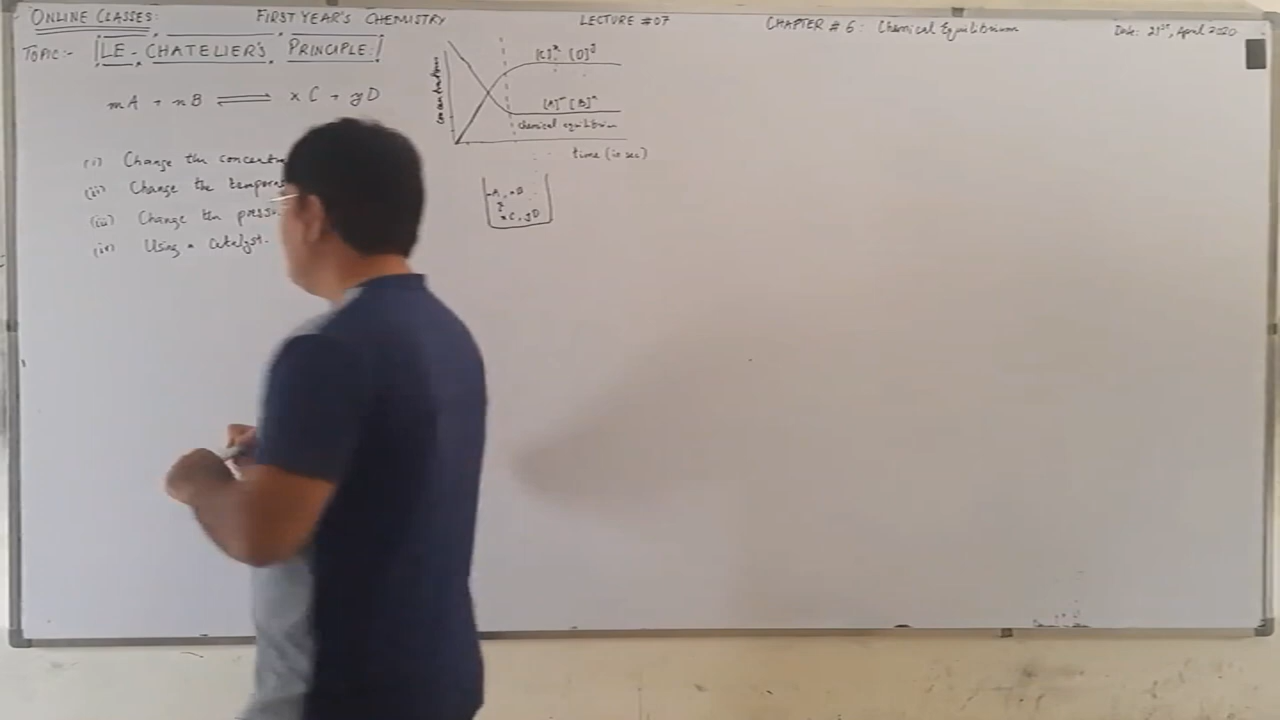 ONLINE CLASSES: FIRST YEAR'S CHEMISTRY LECTURE #07 CHAPTER # 6: Chemical Equilibrium Date: 21st, April 2020
TOPIC:- LE-CHATELIER'S PRINCIPLE:
mA + nB ⇌ xC + yD
(i) Change the concentra
(ii) Change the tempera
(iii) Change the pressu
(iv) Using a catalyst.
[C]ˣ [D]ʸ
[A]ᵐ [B]ⁿ
chemical equilibrium
time (in sec)
A, nB
xC, yD